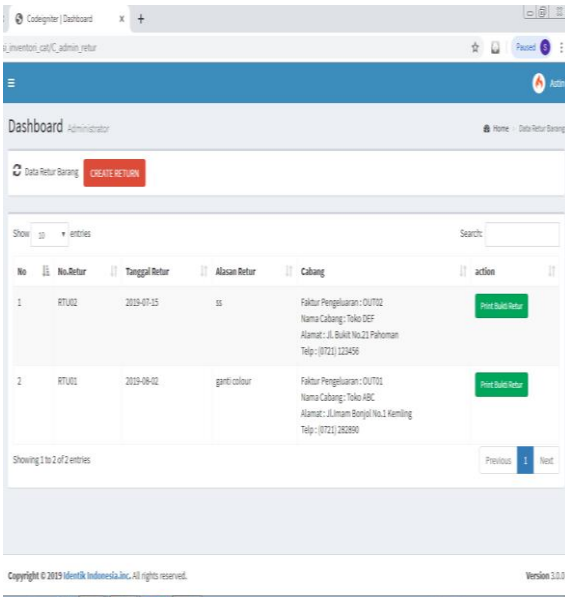 Codeigniter | Dashboard x +
i_inventori_cat/C_admin_retur
Paused S
Astin
Dashboard Administrator
Home > Data Retur Barang
Data Retur Barang CREATE RETURN
Show 10 entries
Search:
No No.Retur Tanggal Retur Alasan Retur Cabang action
1 RTU02 2019-07-15 ss Faktur Pengeluaran : OUT02 Print Bukti Retur
Nama Cabang : Toko DEF
Alamat : Jl. Bukit No.21 Pahoman
Telp : (0721) 123456
2 RTU01 2019-08-02 ganti colour Faktur Pengeluaran : OUT01 Print Bukti Retur
Nama Cabang : Toko ABC
Alamat : Jl.Imam Bonjol No.1 Kemling
Telp : (0721) 282890
Showing 1 to 2 of 2 entries
Previous 1 Next
Copyright © 2019 Identik Indonesia.inc. All rights reserved.
Version 3.0.0